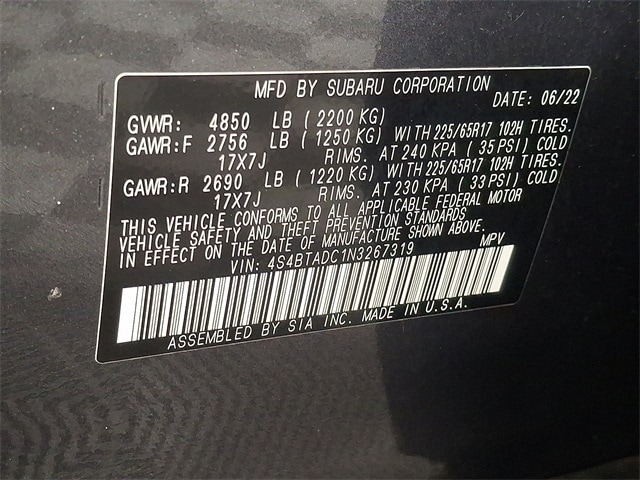 MFD BY SUBARU CORPORATION
DATE: 06/22
GVWR: 4850 LB (2200 KG)
GAWR:F 2756 LB (1250 KG) WITH 225/65R17 102H TIRES.
17X7J RIMS. AT 240 KPA (35 PSI) COLD
GAWR:R 2690 LB (1220 KG) WITH 225/65R17 102H TIRES.
17X7J RIMS. AT 230 KPA (33 PSI) COLD
THIS VEHICLE CONFORMS TO ALL APPLICABLE FEDERAL MOTOR
VEHICLE SAFETY AND THEFT PREVENTION STANDARDS
IN EFFECT ON THE DATE OF MANUFACTURE SHOWN ABOVE.
VIN: 4S4BTADC1N3267319 MPV
ASSEMBLED BY SIA INC. MADE IN U.S.A.